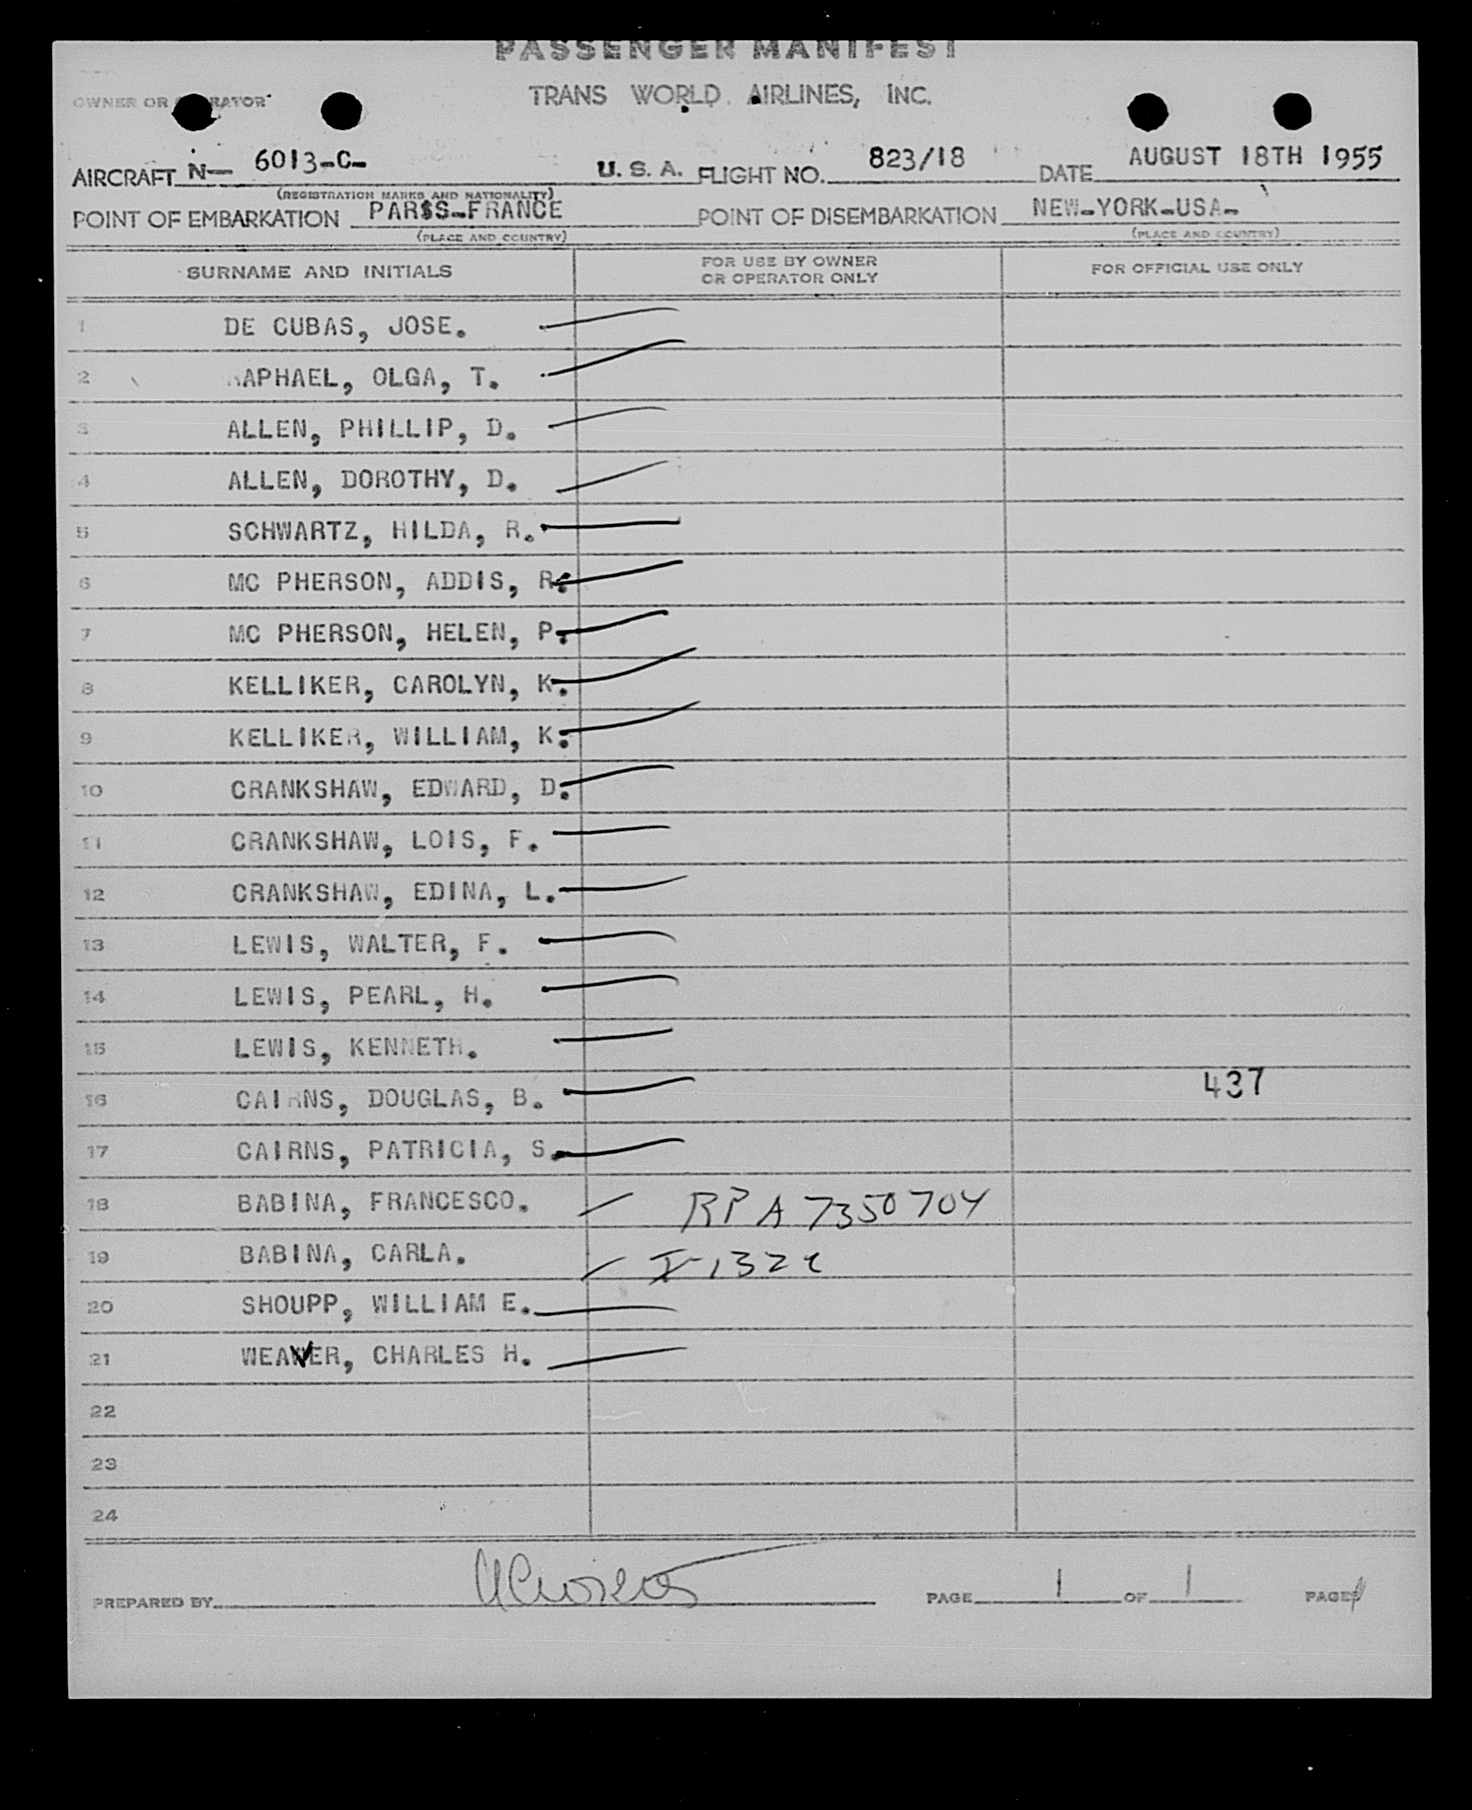 PASSENGER MANIFEST
OWNER OR OPERATOR TRANS WORLD AIRLINES, INC.
AIRCRAFT N- 6013-C- U. S. A. FLIGHT NO. 823/18 DATE AUGUST 18TH 1955
(REGISTRATION MARKS AND NATIONALITY)
POINT OF EMBARKATION PARSS-FRANCE POINT OF DISEMBARKATION NEW-YORK-USA-
(PLACE AND COUNTRY) (PLACE AND COUNTRY)
SURNAME AND INITIALS FOR USE BY OWNER OR OPERATOR ONLY FOR OFFICIAL USE ONLY
1 DE CUBAS, JOSE.
2 RAPHAEL, OLGA, T.
3 ALLEN, PHILLIP, D.
4 ALLEN, DOROTHY, D.
5 SCHWARTZ, HILDA, R.
6 MC PHERSON, ADDIS, R.
7 MC PHERSON, HELEN, P.
8 KELLIKER, CAROLYN, K.
9 KELLIKER, WILLIAM, K.
10 CRANKSHAW, EDWARD, D.
11 CRANKSHAW, LOIS, F.
12 CRANKSHAW, EDINA, L.
13 LEWIS, WALTER, F.
14 LEWIS, PEARL, H.
15 LEWIS, KENNETH.
16 CAIRNS, DOUGLAS, B. 437
17 CAIRNS, PATRICIA, S.
18 BABINA, FRANCESCO. RP A 7350704
19 BABINA, CARLA.
20 SHOUPP, WILLIAM E.
21 WEAVER, CHARLES H.
22
23
24
PREPARED BY PAGE 1 OF 1 PAGES